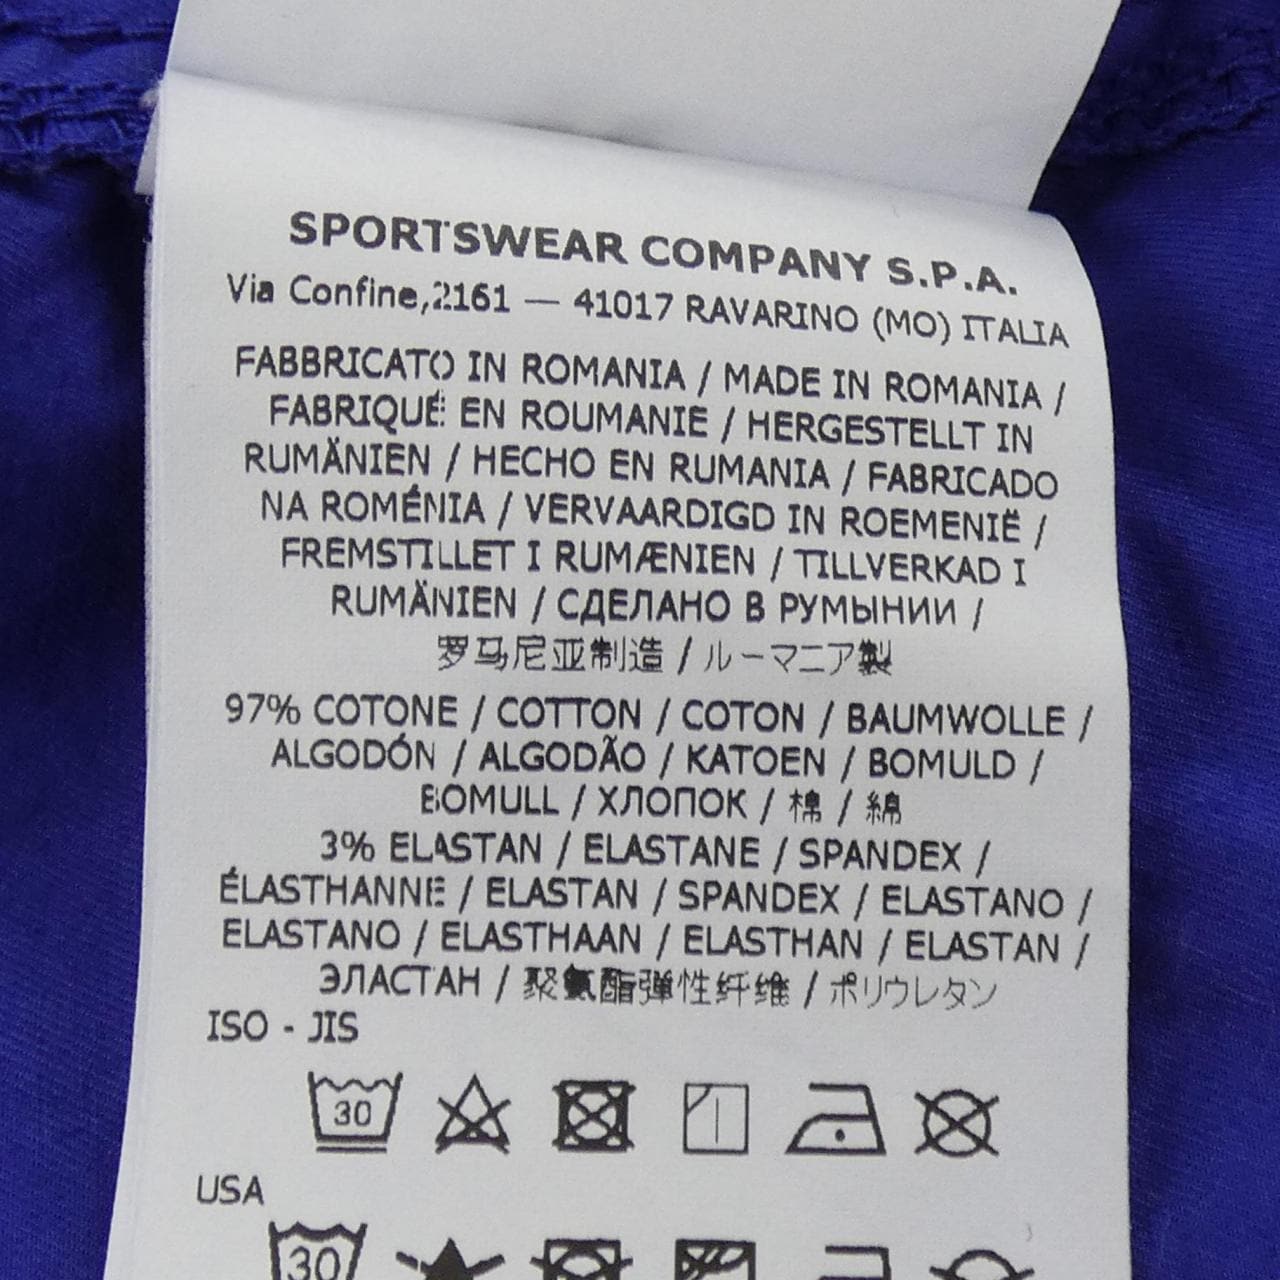 SPORTSWEAR COMPANY S.P.A.
Via Confine,2161 — 41017 RAVARINO (MO) ITALIA
FABBRICATO IN ROMANIA / MADE IN ROMANIA /
FABRIQUÉ EN ROUMANIE / HERGESTELLT IN
RUMÄNIEN / HECHO EN RUMANIA / FABRICADO
NA ROMÉNIA / VERVAARDIGD IN ROEMENIË /
FREMSTILLET I RUMÆNIEN / TILLVERKAD I
RUMÄNIEN / СДЕЛАНО В РУМЫНИИ /
罗马尼亚制造 / ルーマニア製
97% COTONE / COTTON / COTON / BAUMWOLLE /
ALGODÓN / ALGODÃO / KATOEN / BOMULD /
BOMULL / ХЛОПОК / 棉 / 綿
3% ELASTAN / ELASTANE / SPANDEX /
ÉLASTHANNE / ELASTAN / SPANDEX / ELASTANO /
ELASTANO / ELASTHAAN / ELASTHAN / ELASTAN /
ЭЛАСТАН / 聚氨酯弹性纤维 / ポリウレタン
ISO - JIS
30
USA
30